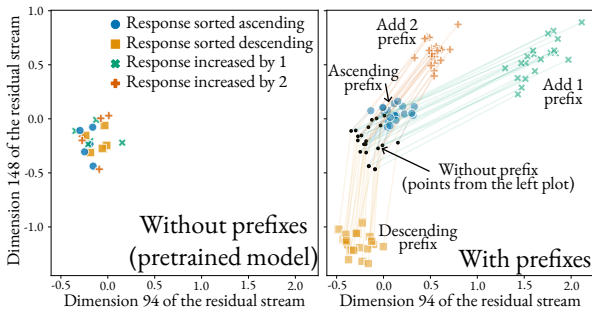 Response sorted ascending
Response sorted descending
Response increased by 1
Response increased by 2
Without prefixes
(pretrained model)
1.0
0.5
0.0
-0.5
-1.0
Dimension 148 of the residual stream
-0.5 0.0 0.5 1.0 1.5 2.0
Dimension 94 of the residual stream
Add 2
prefix
Ascending
prefix
Add 1
prefix
Without prefix
(points from the left plot)
Descending
prefix
With prefixes
-0.5 0.0 0.5 1.0 1.5 2.0
Dimension 94 of the residual stream